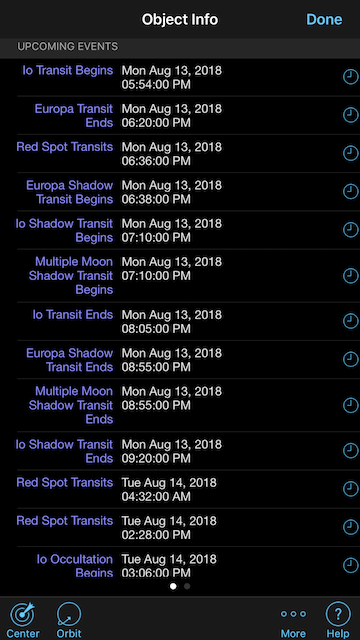 Object Info
Done
UPCOMING EVENTS
Io Transit Begins
Mon Aug 13, 2018
05:54:00 PM
Europa Transit
Ends
Mon Aug 13, 2018
06:20:00 PM
Red Spot Transits
Mon Aug 13, 2018
06:36:00 PM
Europa Shadow
Transit Begins
Mon Aug 13, 2018
06:38:00 PM
Io Shadow Transit
Begins
Mon Aug 13, 2018
07:10:00 PM
Multiple Moon
Shadow Transit
Begins
Mon Aug 13, 2018
07:10:00 PM
Io Transit Ends
Mon Aug 13, 2018
08:05:00 PM
Europa Shadow
Transit Ends
Mon Aug 13, 2018
08:55:00 PM
Multiple Moon
Shadow Transit
Ends
Mon Aug 13, 2018
08:55:00 PM
Io Shadow Transit
Ends
Mon Aug 13, 2018
09:20:00 PM
Red Spot Transits
Tue Aug 14, 2018
04:32:00 AM
Red Spot Transits
Tue Aug 14, 2018
02:28:00 PM
Io Occultation
Begins
Tue Aug 14, 2018
03:06:00 PM
Center
Orbit
More
?
Help